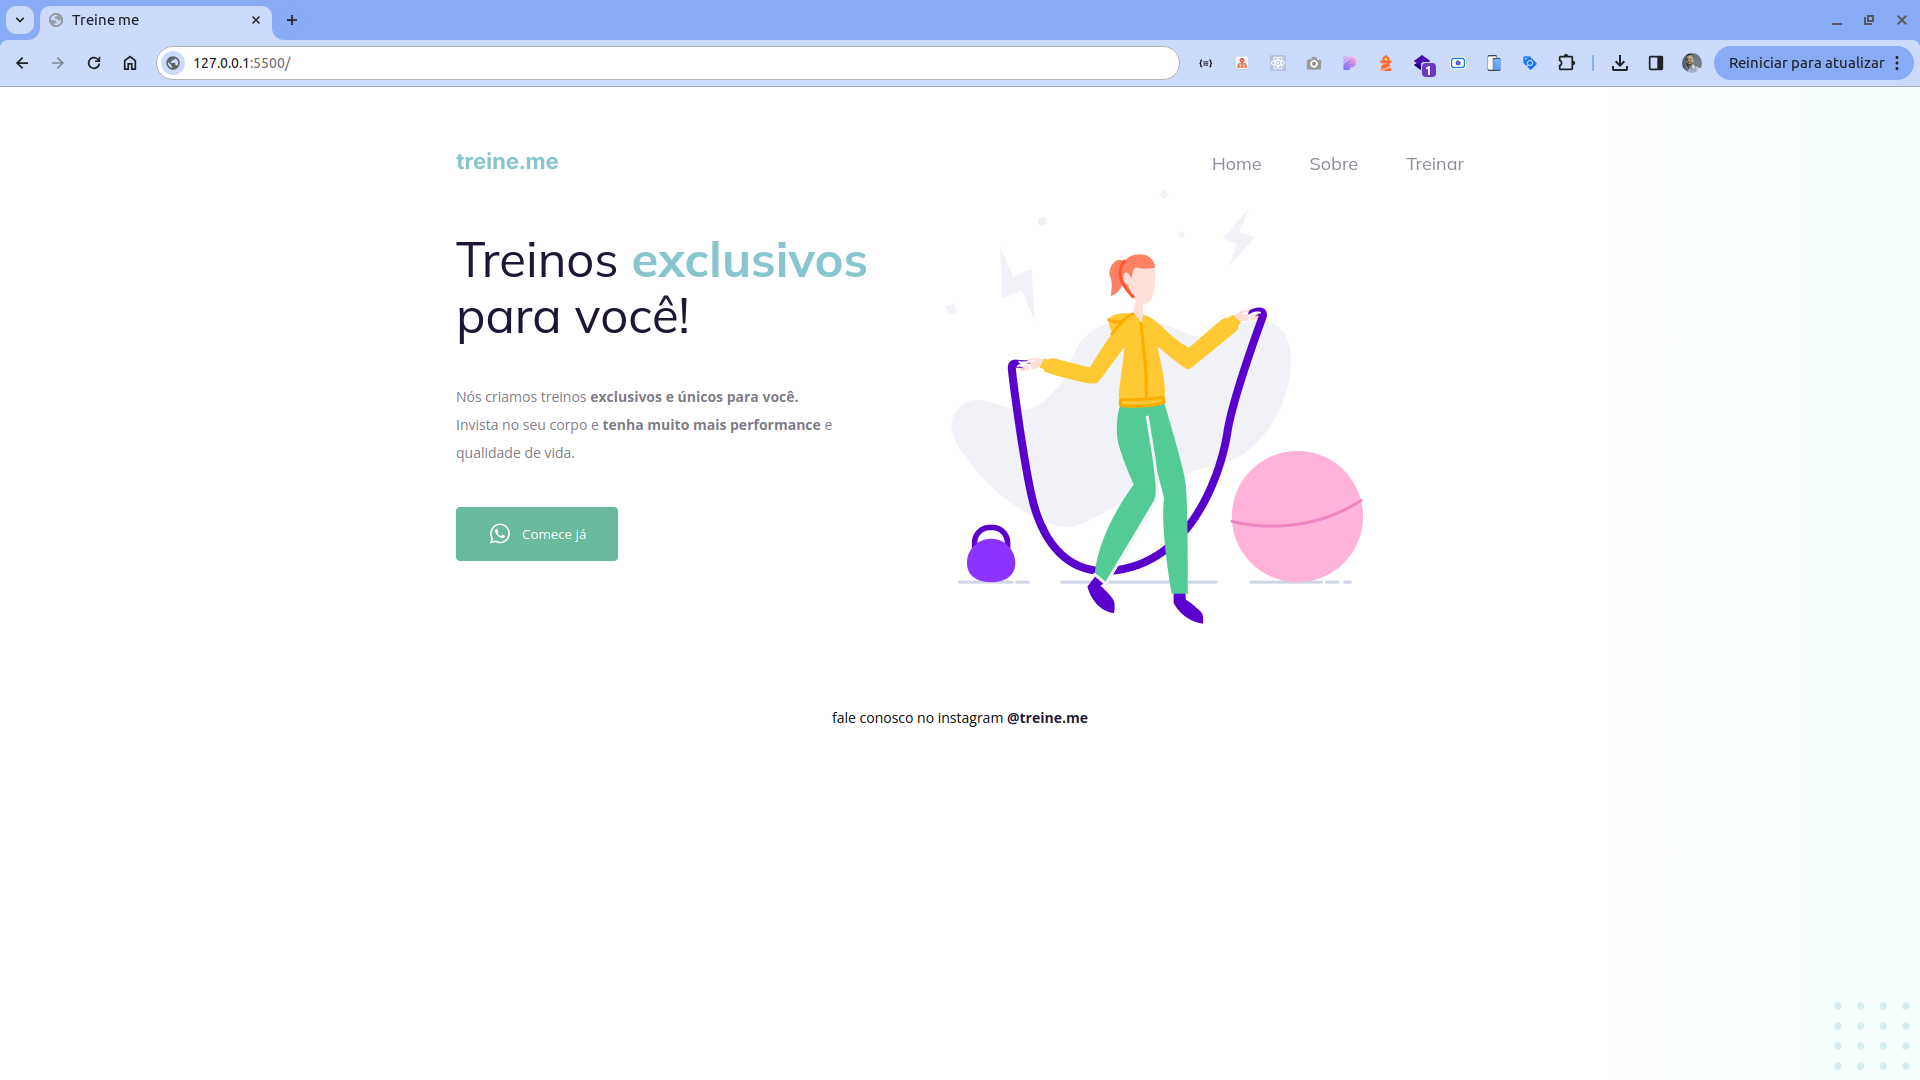 Treine me
127.0.0.1:5500/
1
Reiniciar para atualizar
treine.me
Home
Sobre
Treinar
Treinos exclusivos
para você!
Nós criamos treinos exclusivos e únicos para você.
Invista no seu corpo e tenha muito mais performance e
qualidade de vida.
Comece já
fale conosco no instagram @treine.me